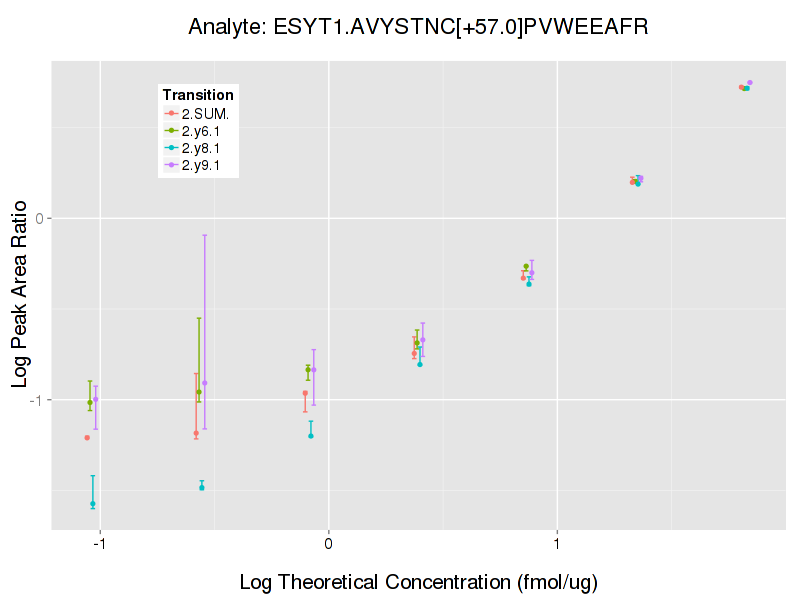 Analyte: ESYT1.AVYSTNC[+57.0]PVWEEAFR
Transition
2.SUM.
2.y6.1
2.y8.1
2.y9.1
Log Peak Area Ratio
0
-1
-1
0
1
Log Theoretical Concentration (fmol/ug)